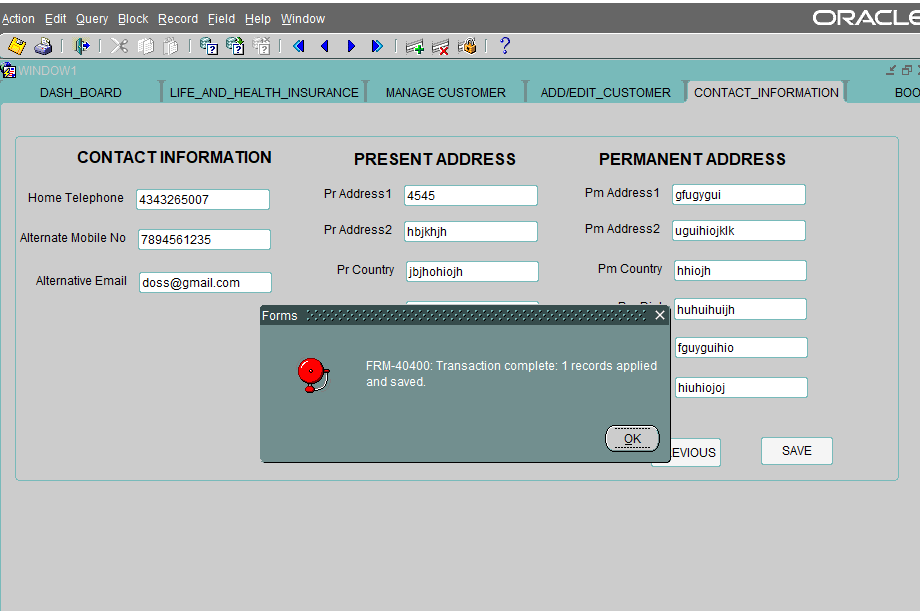 Action Edit Query Block Record Field Help Window
ORACLE
WINDOW1
DASH_BOARD LIFE_AND_HEALTH_INSURANCE MANAGE CUSTOMER ADD/EDIT_CUSTOMER CONTACT_INFORMATION BOO
CONTACT INFORMATION
Home Telephone 4343265007
Alternate Mobile No 7894561235
Alternative Email doss@gmail.com
PRESENT ADDRESS
Pr Address1 4545
Pr Address2 hbjkhjh
Pr Country jbjhohiojh
PERMANENT ADDRESS
Pm Address1 gfugygui
Pm Address2 uguihiojklk
Pm Country hhiojh
huhuihuijh
fguyguihio
hiuhiojoj
Forms
FRM-40400: Transaction complete: 1 records applied
and saved.
OK
EVIOUS SAVE